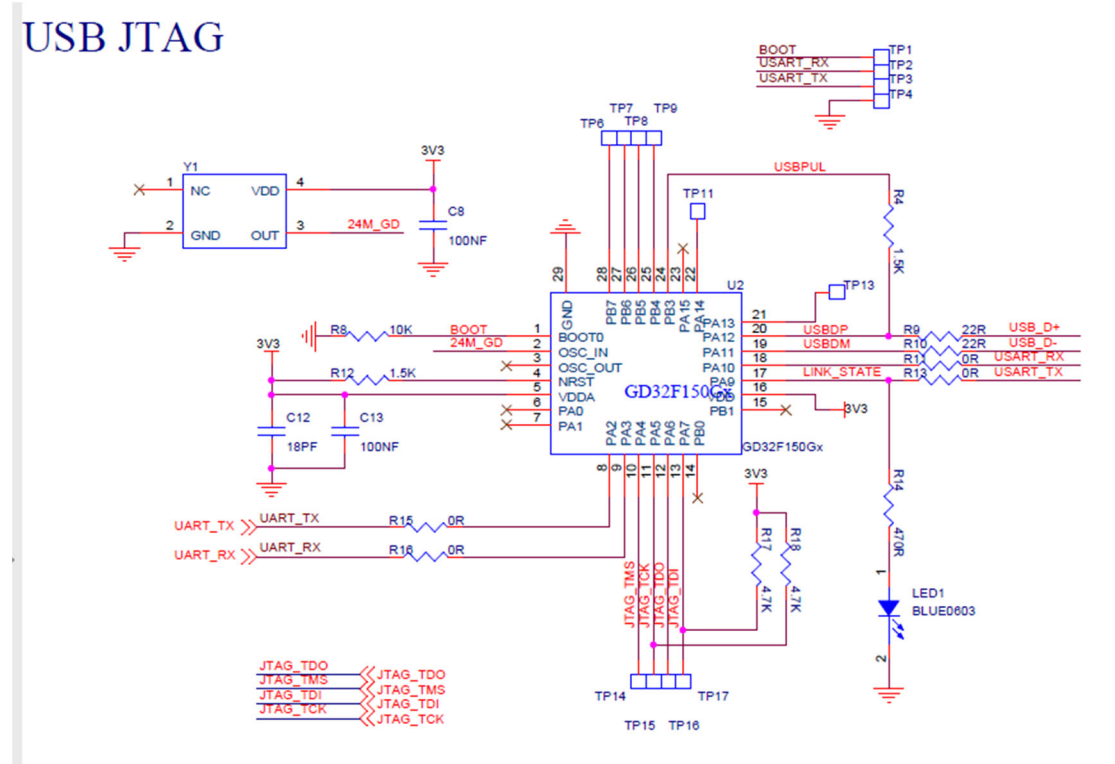 USB JTAG
BOOT TP1
USART_RX TP2
USART_TX TP3
TP4
TP7 TP9
TP6 TP8
3V3
Y1
1 NC VDD 4
2 GND OUT 3 24M_GD
C8
100NF
USBPUL
TP11
R4
1.5K
29 28 27 26 25 24 23 22
GND PB7 PB6 PB5 PB4 PB3 PA15 PA14
U2
TP13
R8 10K BOOT 1 BOOT0
24M_GD 2 OSC_IN
3 OSC_OUT
3V3
R12 1.5K 4 NRST
5 VDDA
6 PA0
7 PA1
C12
18PF
C13
100NF
PA13 21
PA12 20 USBDP R9 22R USB_D+
PA11 19 USBDM R10 22R USB_D-
PA10 18 R11 0R USART_RX
PA9 17 LINK_STATE R13 0R USART_TX
VDD 16 3V3
PB1 15
GD32F150Gx
GD32F150Gx
PA2 PA3 PA4 PA5 PA6 PA7 PB0
8 9 10 11 12 13 14
3V3
R17
4.7K
R18
4.7K
R14
470R
1
LED1
BLUE0603
2
UART_TX UART_TX R15 0R
UART_RX UART_RX R16 0R
JTAG_TMS
JTAG_TCK
JTAG_TDO
JTAG_TDI
TP14 TP17
TP15 TP16
JTAG_TDO JTAG_TDO
JTAG_TMS JTAG_TMS
JTAG_TDI JTAG_TDI
JTAG_TCK JTAG_TCK